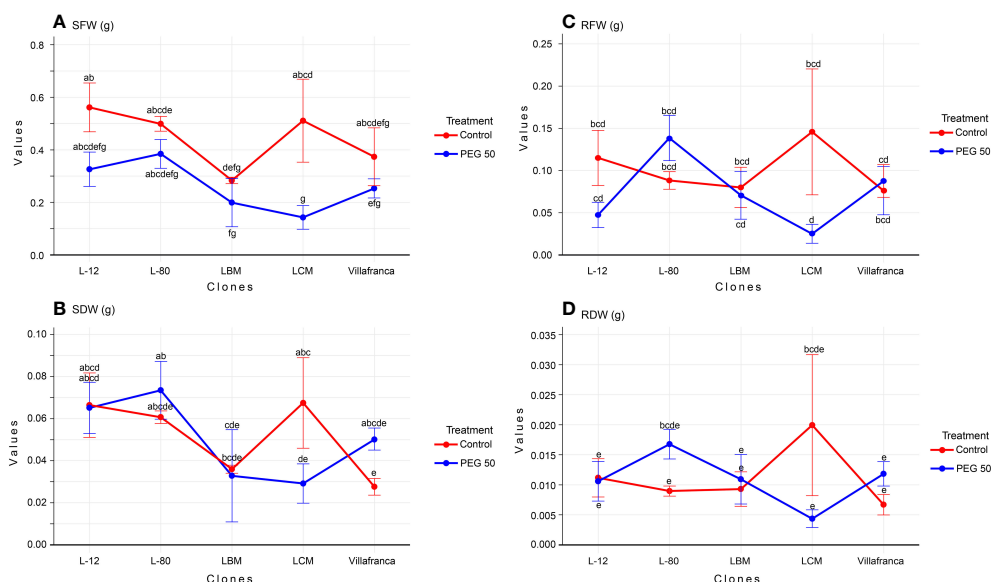 A SFW (g)
0.8
0.6
0.4
0.2
0.0
Values
ab
abcde
abcd
abcdefg
abcdefg
abcdefg
defg
g
efg
fg
L-12 L-80 LBM LCM Villafranca
Clones
Treatment
Control
PEG 50
C RFW (g)
0.25
0.20
0.15
0.10
0.05
0.00
Values
bcd
bcd
bcd
bcd
bcd
cd
cd
cd
d
bcd
L-12 L-80 LBM LCM Villafranca
Clones
Treatment
Control
PEG 50
B SDW (g)
0.10
0.08
0.06
0.04
0.02
0.00
Values
abcd
abcd
ab
abcde
cde
bcde
abc
de
abcde
e
L-12 L-80 LBM LCM Villafranca
Clones
Treatment
Control
PEG 50
D RDW (g)
0.035
0.030
0.025
0.020
0.015
0.010
0.005
0.000
Values
e
e
bcde
e
e
e
bcde
e
e
e
L-12 L-80 LBM LCM Villafranca
Clones
Treatment
Control
PEG 50